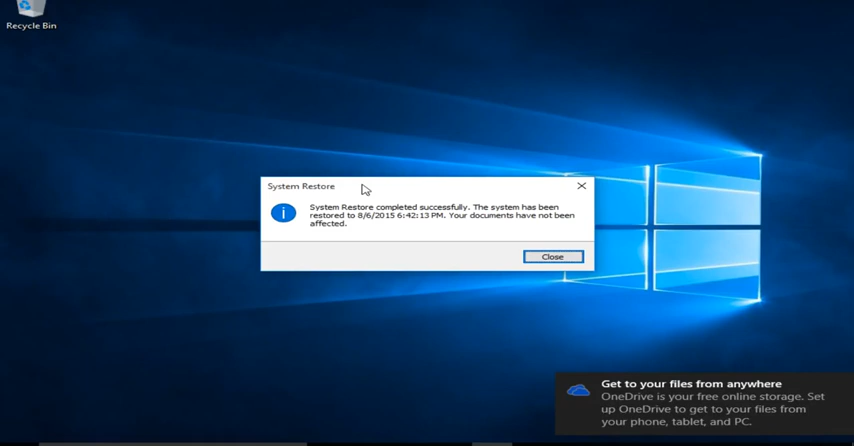 Recycle Bin
System Restore
System Restore completed successfully. The system has been
restored to 8/6/2015 6:42:13 PM. Your documents have not been
affected.
Close
Get to your files from anywhere
OneDrive is your free online storage. Set
up OneDrive to get to your files from
your phone, tablet, and PC.